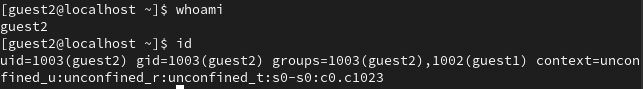 [guest2@localhost ~]$ whoami
guest2
[guest2@localhost ~]$ id
uid=1003(guest2) gid=1003(guest2) groups=1003(guest2),1002(guest1) context=uncon
fined_u:unconfined_r:unconfined_t:s0-s0:c0.c1023